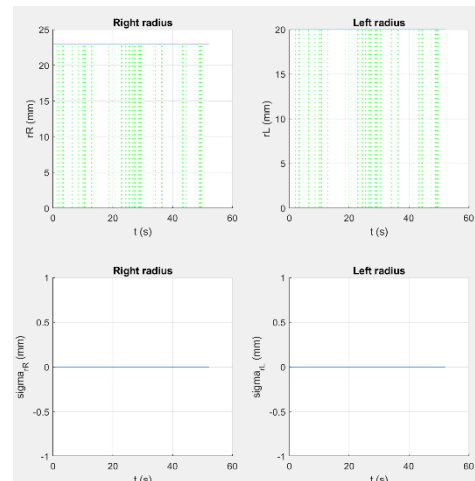 Right radius
25
20
15
10
5
0
rR (mm)
0 20 40 60
t (s)
Left radius
20
15
10
5
0
rL (mm)
0 20 40 60
t (s)
Right radius
1
0.5
0
-0.5
-1
sigma_rR (mm)
0 20 40 60
t (s)
Left radius
1
0.5
0
-0.5
-1
sigma_rL (mm)
0 20 40 60
t (s)